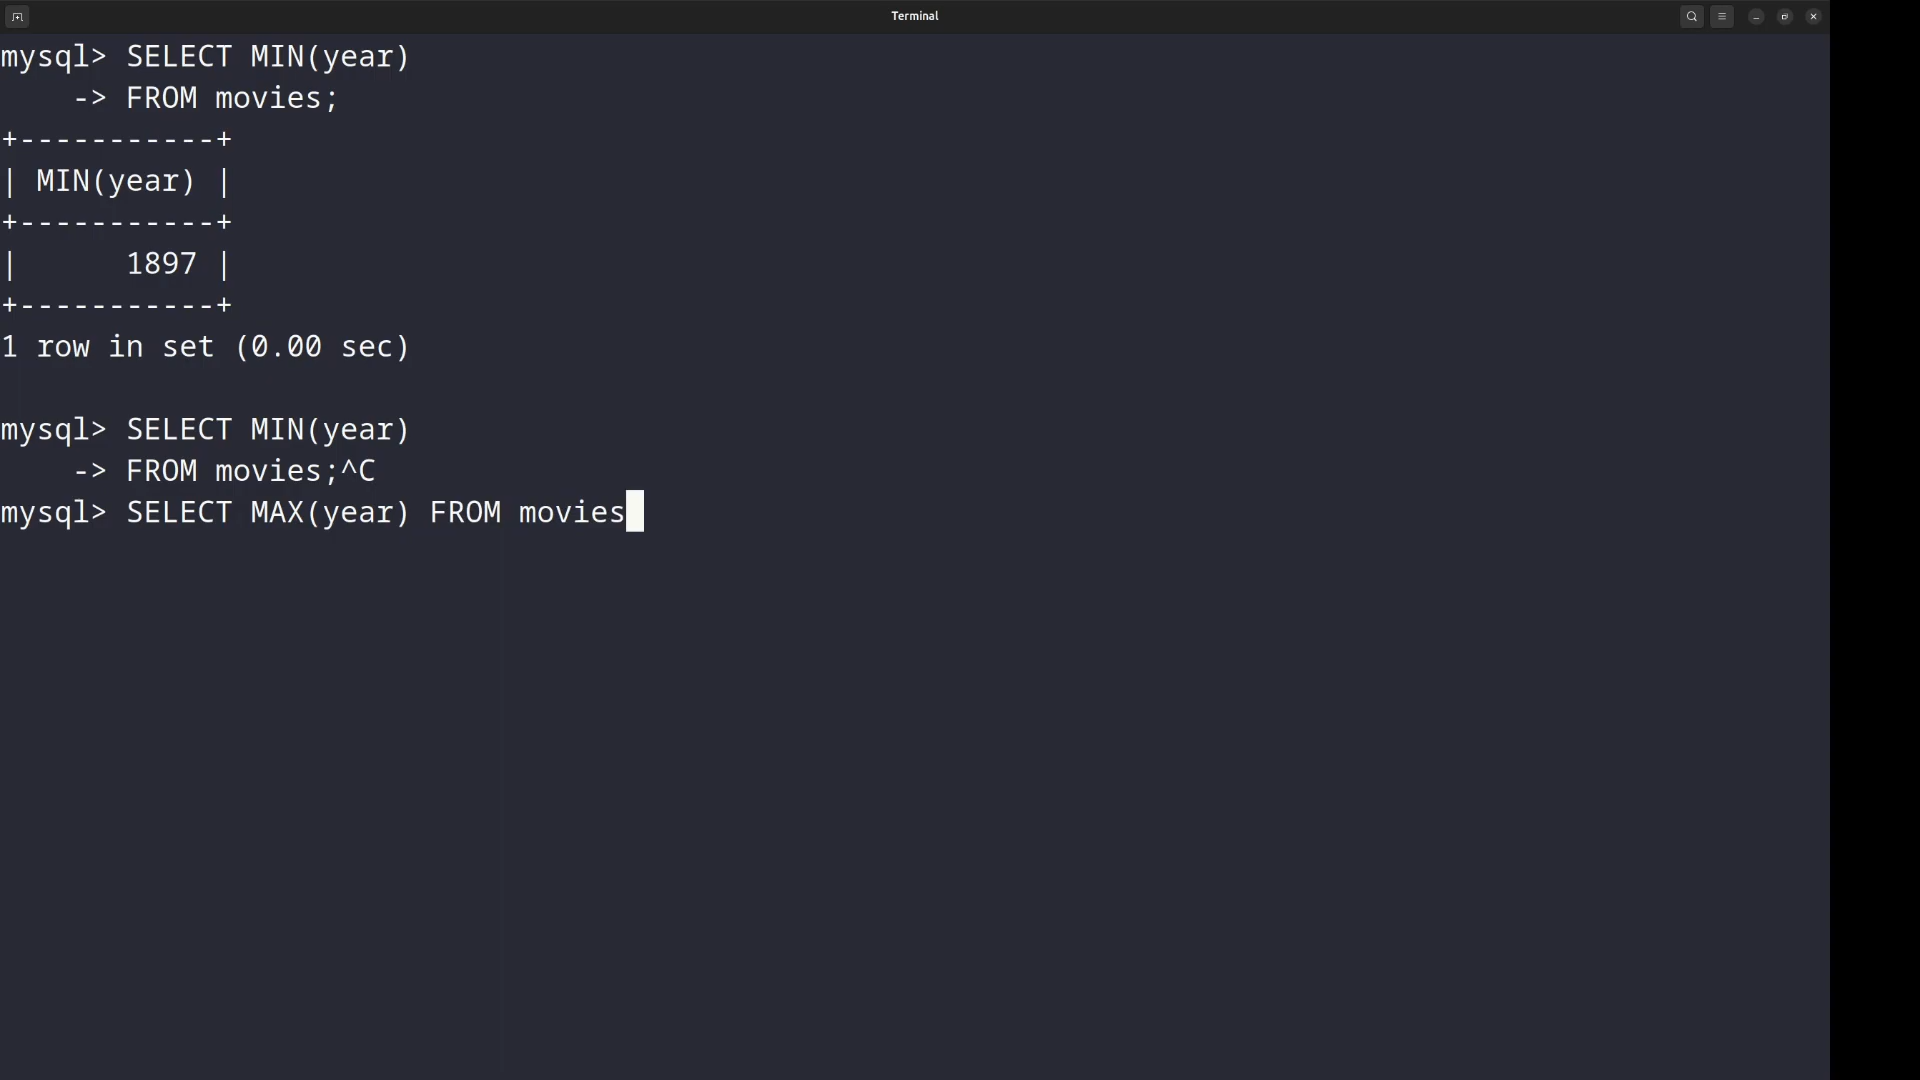 Terminal
mysql> SELECT MIN(year)
    -> FROM movies;
+-----------+
| MIN(year) |
+-----------+
|      1897 |
+-----------+
1 row in set (0.00 sec)

mysql> SELECT MIN(year)
    -> FROM movies;^C
mysql> SELECT MAX(year) FROM movies